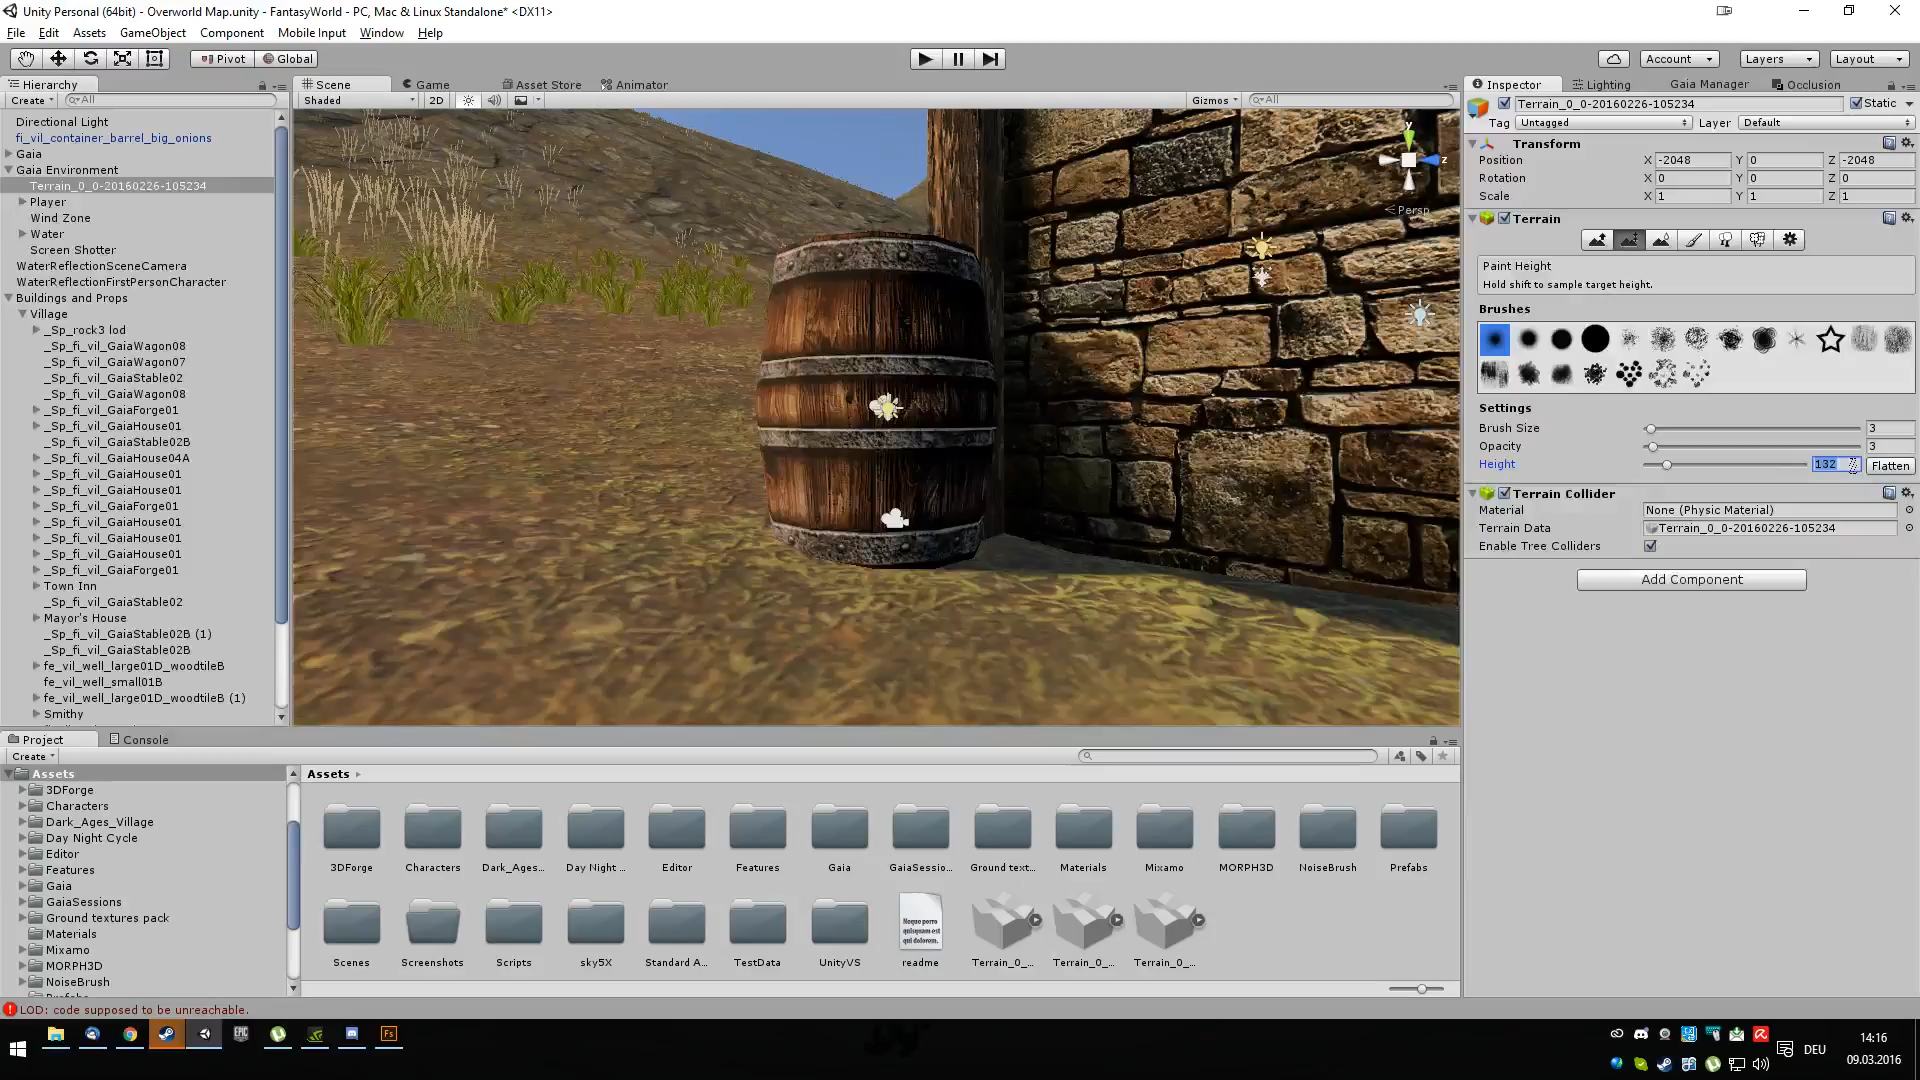 Unity Personal (64bit) - Overworld Map.unity - FantasyWorld - PC, Mac & Linux Standalone* <DX11>
File Edit Assets GameObject Component Mobile Input Window Help
Pivot Global Account Layers Layout
Hierarchy
Create All
Directional Light
fi_vil_container_barrel_big_onions
Gaia
Gaia Environment
Terrain_0_0-20160226-105234
Player
Wind Zone
Water
Screen Shotter
WaterReflectionSceneCamera
WaterReflectionFirstPersonCharacter
Buildings and Props
Village
_Sp_rock3 lod
_Sp_fi_vil_GaiaWagon08
_Sp_fi_vil_GaiaWagon07
_Sp_fi_vil_GaiaStable02
_Sp_fi_vil_GaiaWagon08
_Sp_fi_vil_GaiaForge01
_Sp_fi_vil_GaiaHouse01
_Sp_fi_vil_GaiaStable02B
_Sp_fi_vil_GaiaHouse04A
_Sp_fi_vil_GaiaHouse01
_Sp_fi_vil_GaiaHouse01
_Sp_fi_vil_GaiaForge01
_Sp_fi_vil_GaiaHouse01
_Sp_fi_vil_GaiaHouse01
_Sp_fi_vil_GaiaHouse01
_Sp_fi_vil_GaiaForge01
Town Inn
_Sp_fi_vil_GaiaStable02
Mayor's House
_Sp_fi_vil_GaiaStable02B (1)
_Sp_fi_vil_GaiaStable02B
fe_vil_well_large01D_woodtileB
fe_vil_well_small01B
fe_vil_well_large01D_woodtileB (1)
Smithy
Scene Game Asset Store Animator
Shaded 2D Gizmos All
y
z
Persp
Inspector Lighting Gaia Manager Occlusion
Terrain_0_0-20160226-105234 Static
Tag Untagged Layer Default
Transform
Position X -2048 Y 0 Z -2048
Rotation X 0 Y 0 Z 0
Scale X 1 Y 1 Z 1
Terrain
Paint Height
Hold shift to sample target height.
Brushes
Settings
Brush Size 3
Opacity 3
Height 132 Flatten
Terrain Collider
Material None (Physic Material)
Terrain Data Terrain_0_0-20160226-105234
Enable Tree Colliders
Add Component
Project Console
Create
Assets
3DForge
Characters
Dark_Ages_Village
Day Night Cycle
Editor
Features
Gaia
GaiaSessions
Ground textures pack
Materials
Mixamo
MORPH3D
NoiseBrush
Assets
3DForge Characters Dark_Ages... Day Night ... Editor Features Gaia GaiaSessio... Ground text... Materials Mixamo MORPH3D NoiseBrush Prefabs
Neque porro quisquam est qui dolorem.
Scenes Screenshots Scripts sky5X Standard A... TestData UnityVS readme Terrain_0_... Terrain_0_... Terrain_0_...
LOD: code supposed to be unreachable.
EPIC
Fs
DEU
14:16
09.03.2016